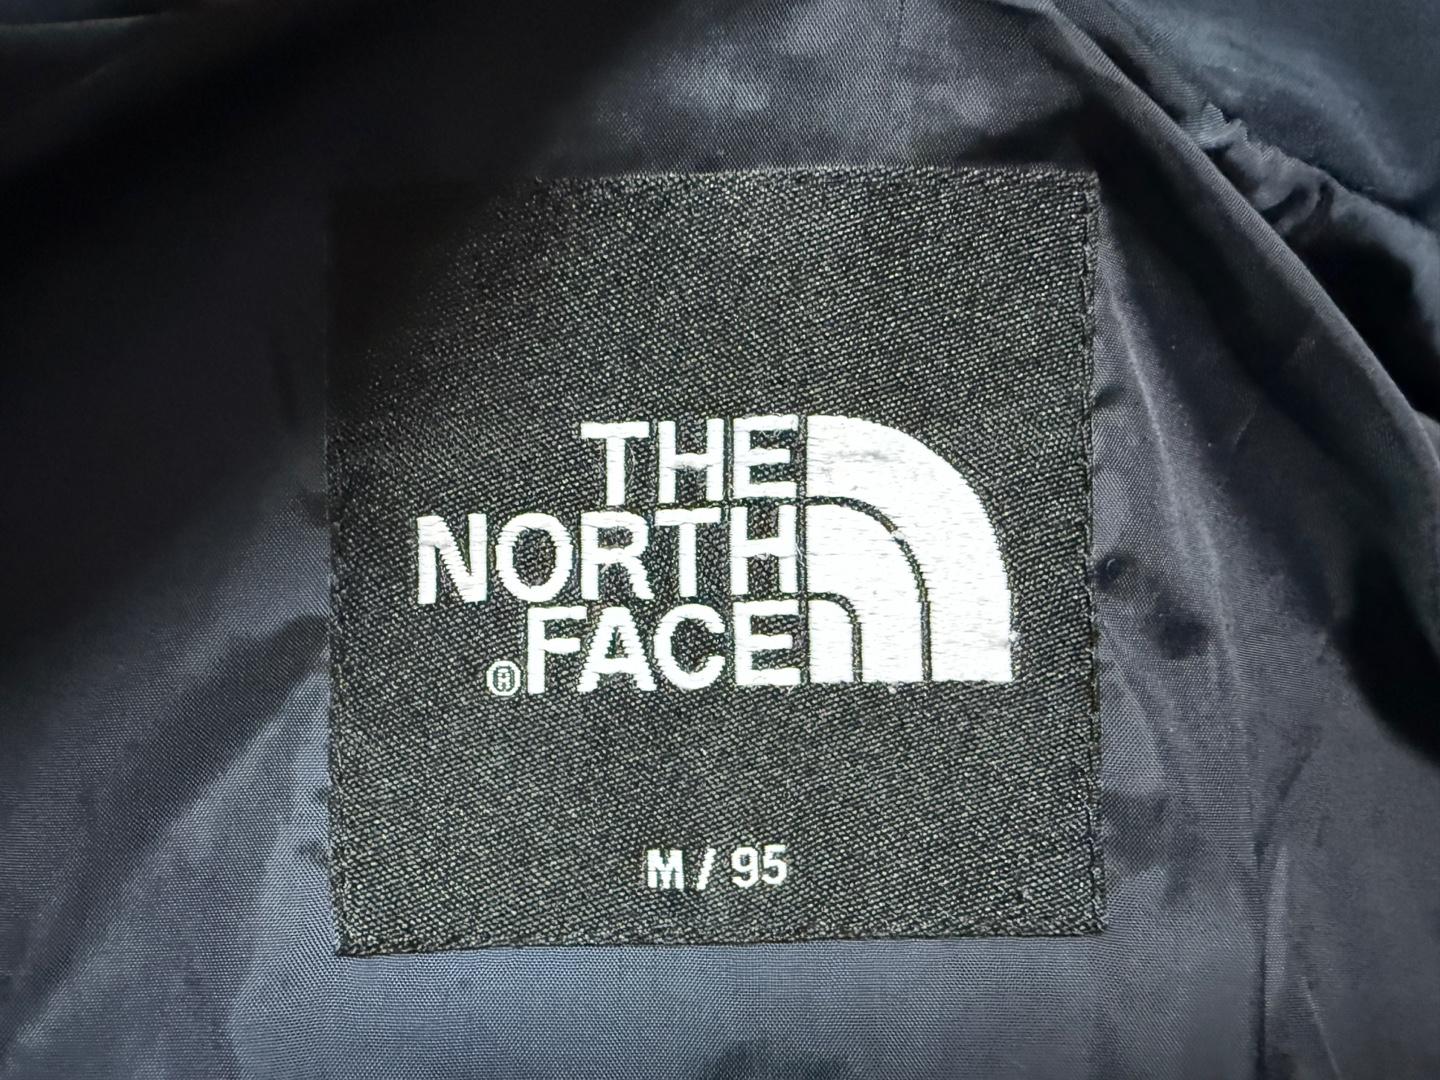 THE
NORTH
®FACE
M / 95